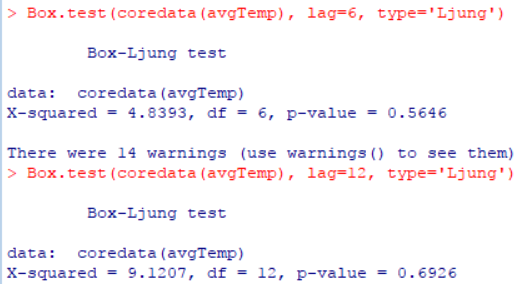 > Box.test(coredata(avgTemp), lag=6, type='Ljung')
        Box-Ljung test
data:  coredata(avgTemp)
X-squared = 4.8393, df = 6, p-value = 0.5646
There were 14 warnings (use warnings() to see them)
> Box.test(coredata(avgTemp), lag=12, type='Ljung')
        Box-Ljung test
data:  coredata(avgTemp)
X-squared = 9.1207, df = 12, p-value = 0.6926